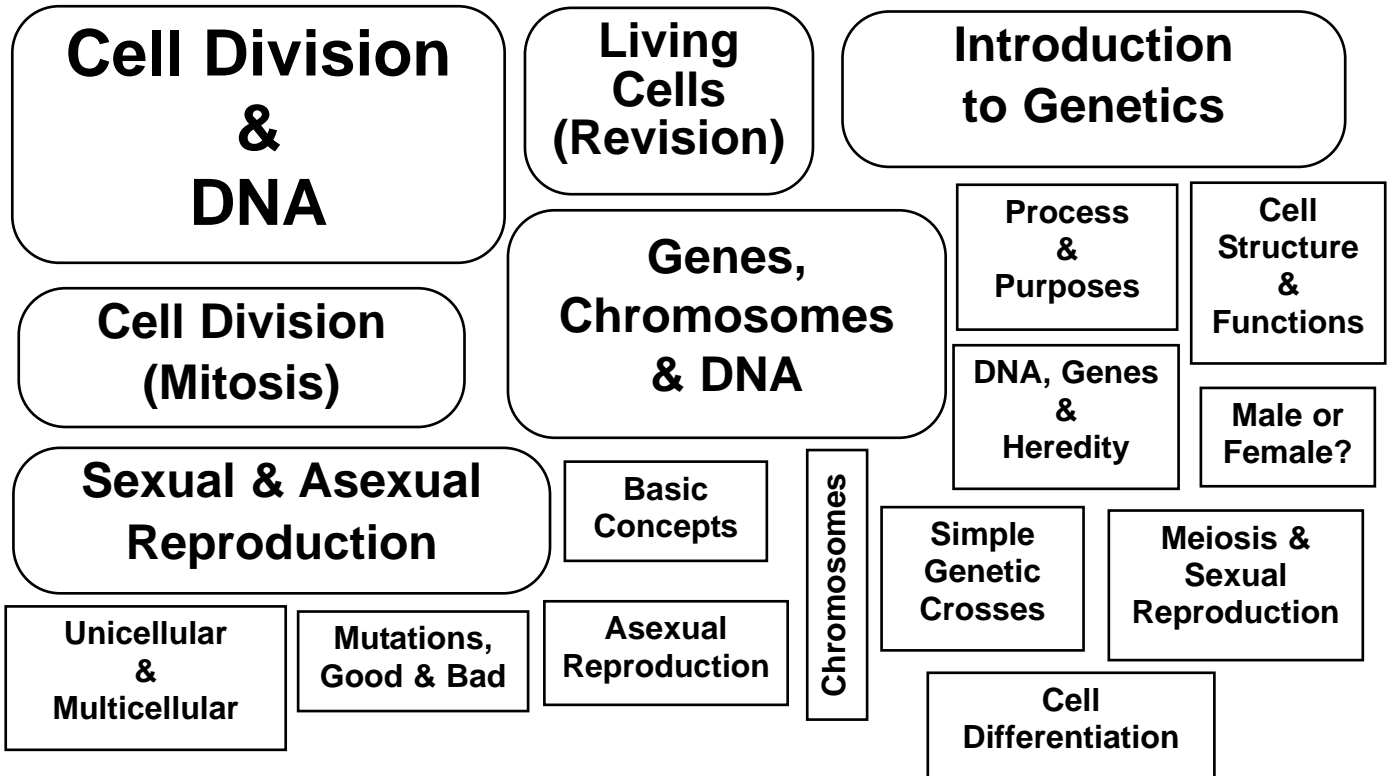 Cell Division
&
DNA
Living
Cells
(Revision)
Introduction
to Genetics
Process
&
Purposes
Cell
Structure
&
Functions
Genes,
Chromosomes
& DNA
Cell Division
(Mitosis)
DNA, Genes
&
Heredity
Male or
Female?
Sexual & Asexual
Reproduction
Basic
Concepts
Chromosomes
Simple
Genetic
Crosses
Meiosis &
Sexual
Reproduction
Unicellular
&
Multicellular
Mutations,
Good & Bad
Asexual
Reproduction
Cell
Differentiation